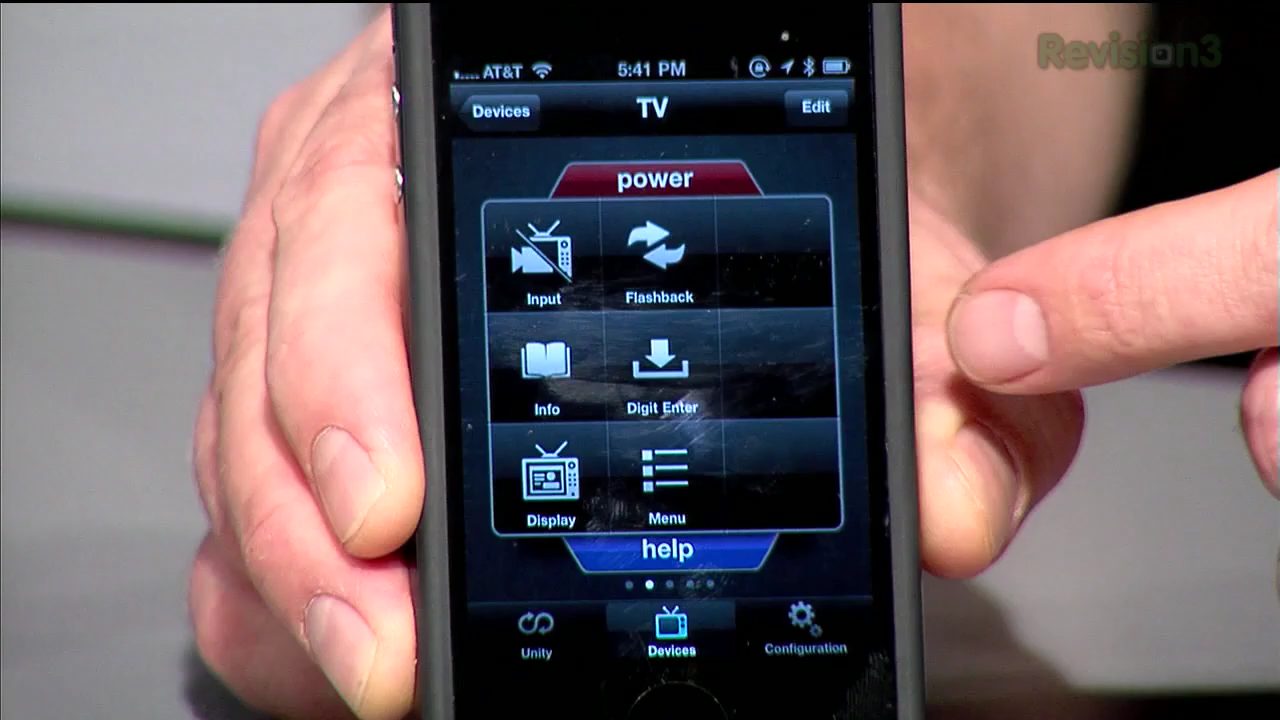 Revision3
AT&T 5:41 PM
Devices TV Edit
power
Input Flashback
Info Digit Enter
Display Menu
help
Unity Devices Configuration